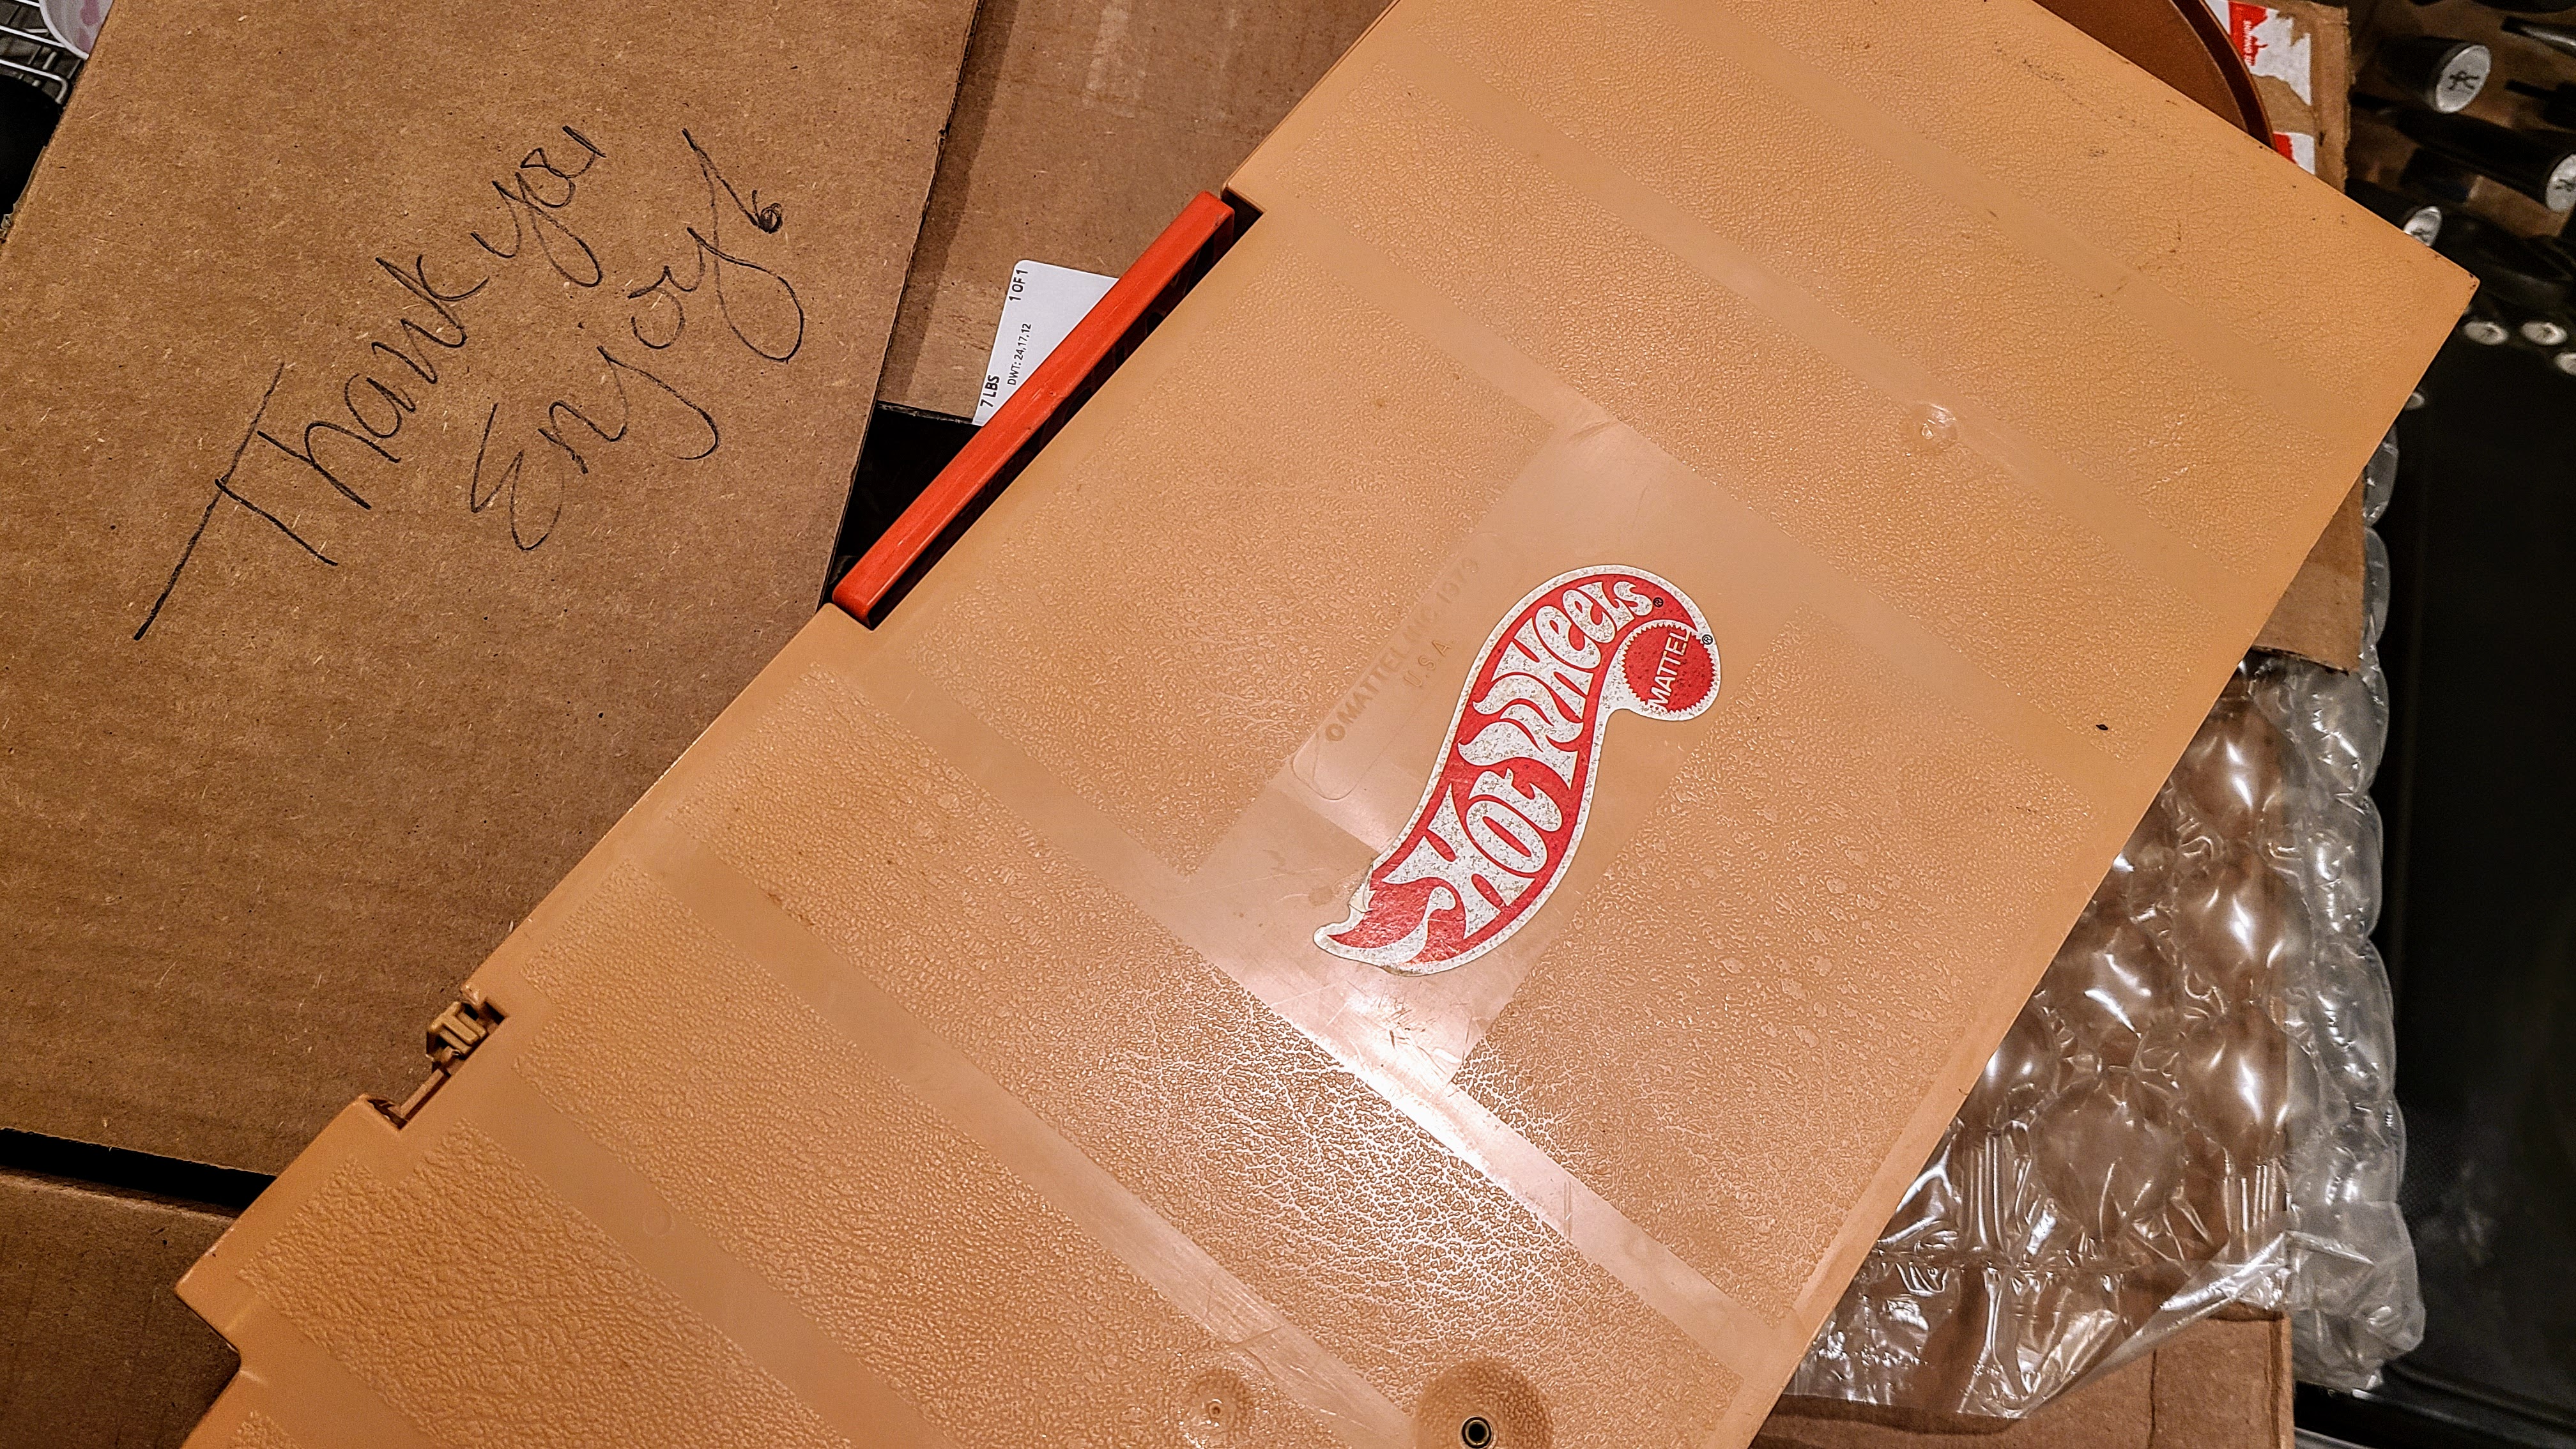 Thank you
Enjoy!
7 LBS
1 OF 1
DWT: 24,17,12
© MATTEL INC 1979
U.S.A.
HOT WHEELS®
MATTEL®